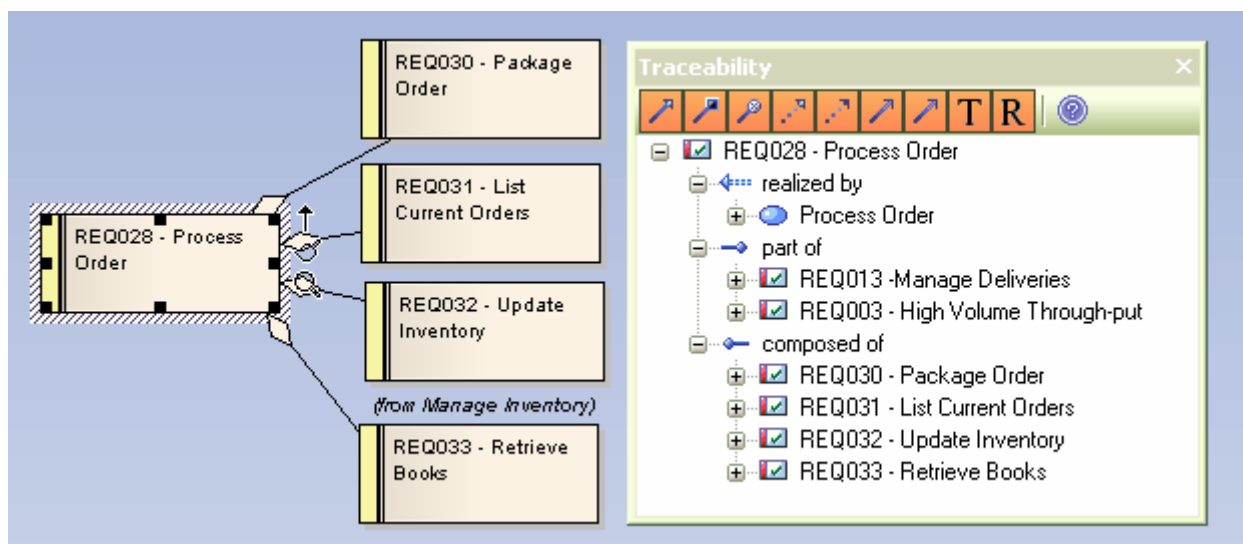 REQ030 - Package
Order
REQ031 - List
Current Orders
REQ028 - Process
Order
REQ032 - Update
Inventory
(from Manage Inventory)
REQ033 - Retrieve
Books
Traceability
T R
REQ028 - Process Order
realized by
Process Order
part of
REQ013 -Manage Deliveries
REQ003 - High Volume Through-put
composed of
REQ030 - Package Order
REQ031 - List Current Orders
REQ032 - Update Inventory
REQ033 - Retrieve Books